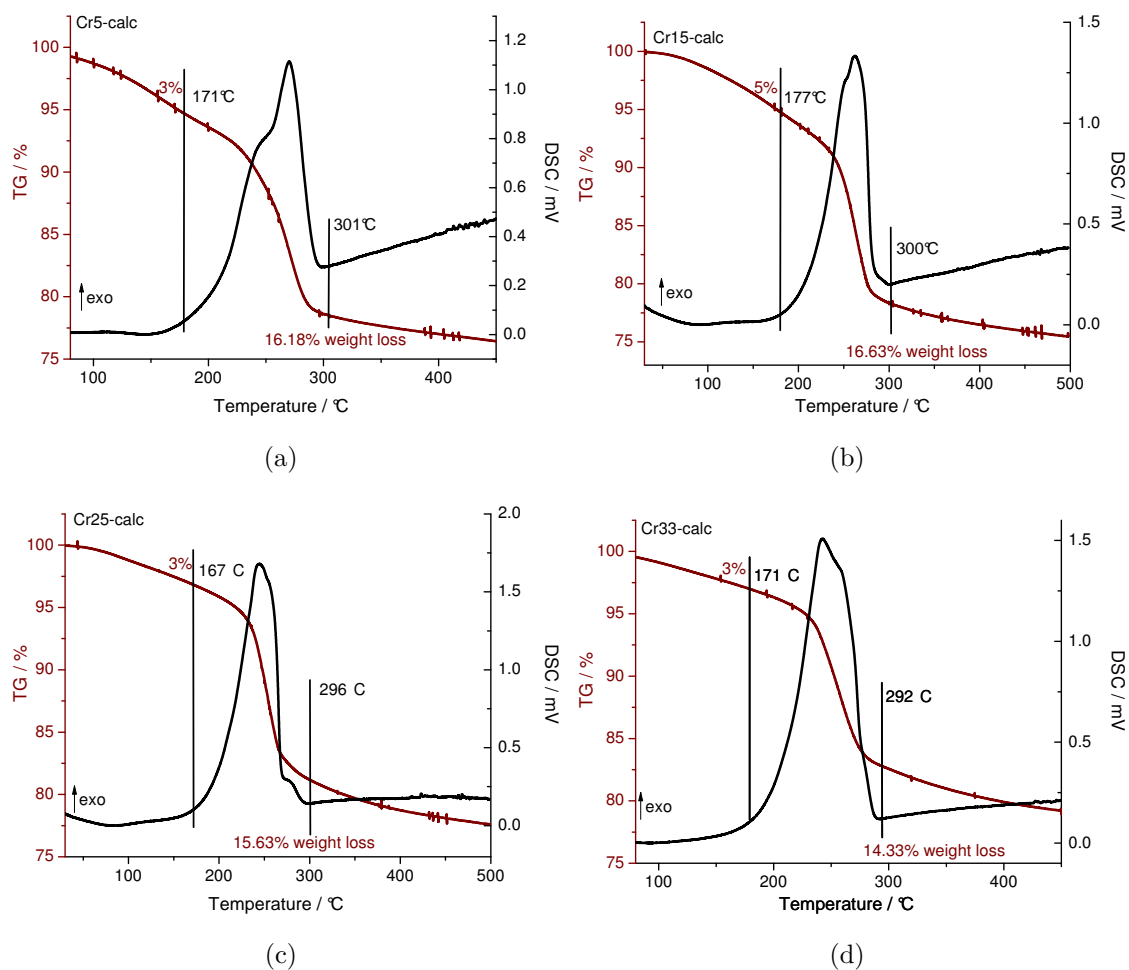 Cr5-calc
100
95
90
85
80
75
TG / %
3%
171°C
301°C
exo
16.18% weight loss
1.2
1.0
0.8
0.6
0.4
0.2
0.0
DSC / mV
100 200 300 400
Temperature / °C
(a)
Cr15-calc
100
95
90
85
80
75
TG / %
5%
177°C
300°C
exo
16.63% weight loss
1.5
1.0
0.5
0.0
DSC / mV
100 200 300 400 500
Temperature / °C
(b)
Cr25-calc
100
95
90
85
80
75
TG / %
3%
167 C
296 C
exo
15.63% weight loss
2.0
1.5
1.0
0.5
0.0
DSC / mV
100 200 300 400 500
Temperature / °C
(c)
Cr33-calc
100
95
90
85
80
75
TG / %
3%
171 C
292 C
exo
14.33% weight loss
1.5
1.0
0.5
0.0
DSC / mV
100 200 300 400
Temperature / °C
(d)